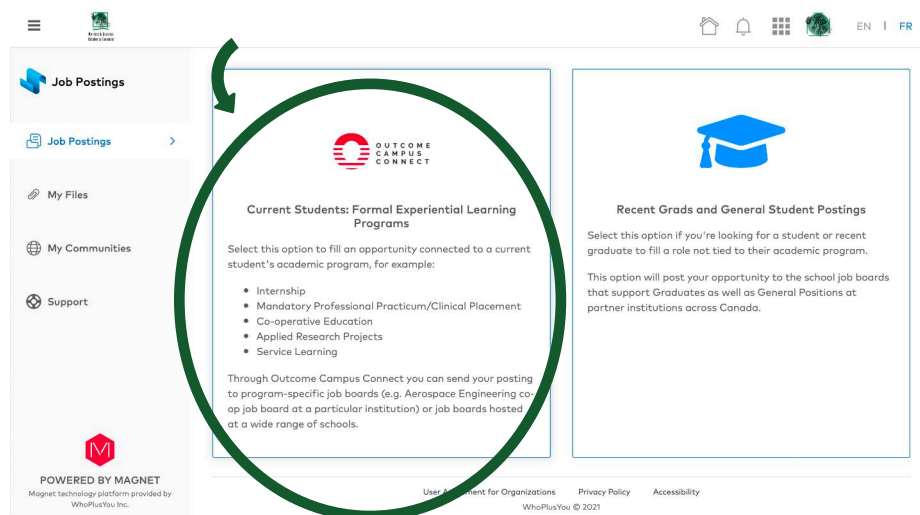 EN | FR
Job Postings
Job Postings
My Files
My Communities
Support
POWERED BY MAGNET
Magnet technology platform provided by
WhoPlusYou Inc.
OUTCOME
CAMPUS
CONNECT
Current Students: Formal Experiential Learning
Programs
Select this option to fill an opportunity connected to a current
student's academic program, for example:
• Internship
• Mandatory Professional Practicum/Clinical Placement
• Co-operative Education
• Applied Research Projects
• Service Learning
Through Outcome Campus Connect you can send your posting
to program-specific job boards (e.g. Aerospace Engineering co-
op job board at a particular institution) or job boards hosted
at a wide range of schools.
Recent Grads and General Student Postings
Select this option if you're looking for a student or recent
graduate to fill a role not tied to their academic program.
This option will post your opportunity to the school job boards
that support Graduates as well as General Positions at
partner institutions across Canada.
User Agreement for Organizations Privacy Policy Accessibility
WhoPlusYou © 2021